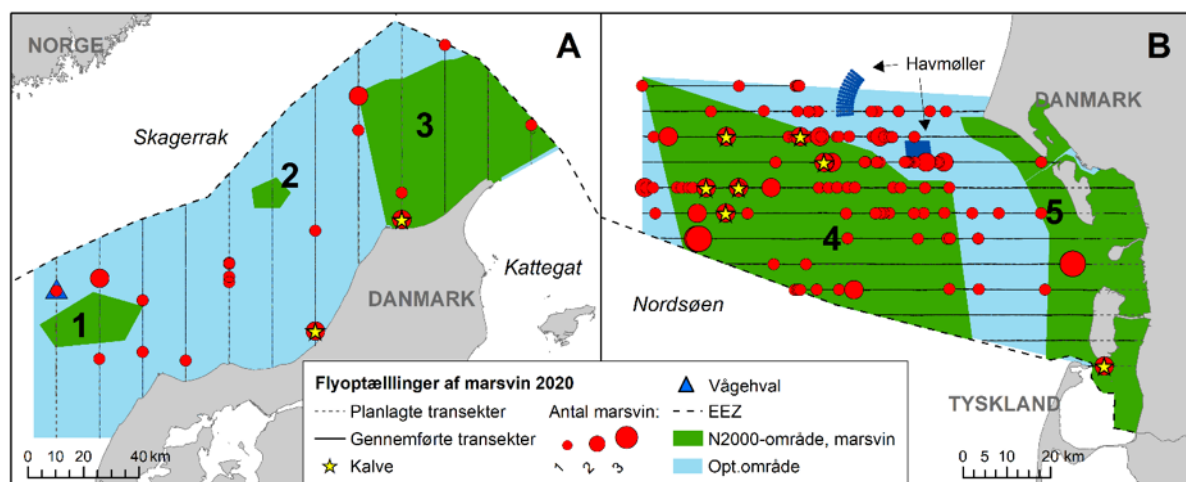 NORGE
A
Skagerrak
3
2
1
DANMARK
Kattegat
0 10 20 40 km
B
Havmøller
DANMARK
5
4
Nordsøen
TYSKLAND
0 5 10 20 km
Flyoptælllinger af marsvin 2020
Planlagte transekter
Gennemførte transekter
Kalve
Antal marsvin:
1 2 3
Vågehval
EEZ
N2000-område, marsvin
Opt.område